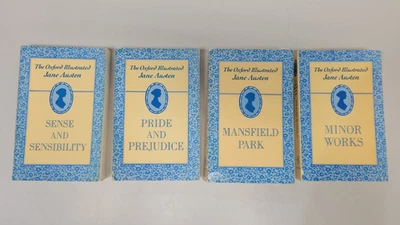 The Oxford Illustrated
Jane Austen
SENSE
AND
SENSIBILITY
The Oxford Illustrated
Jane Austen
PRIDE
AND
PREJUDICE
The Oxford Illustrated
Jane Austen
MANSFIELD
PARK
The Oxford Illustrated
Jane Austen
MINOR
WORKS